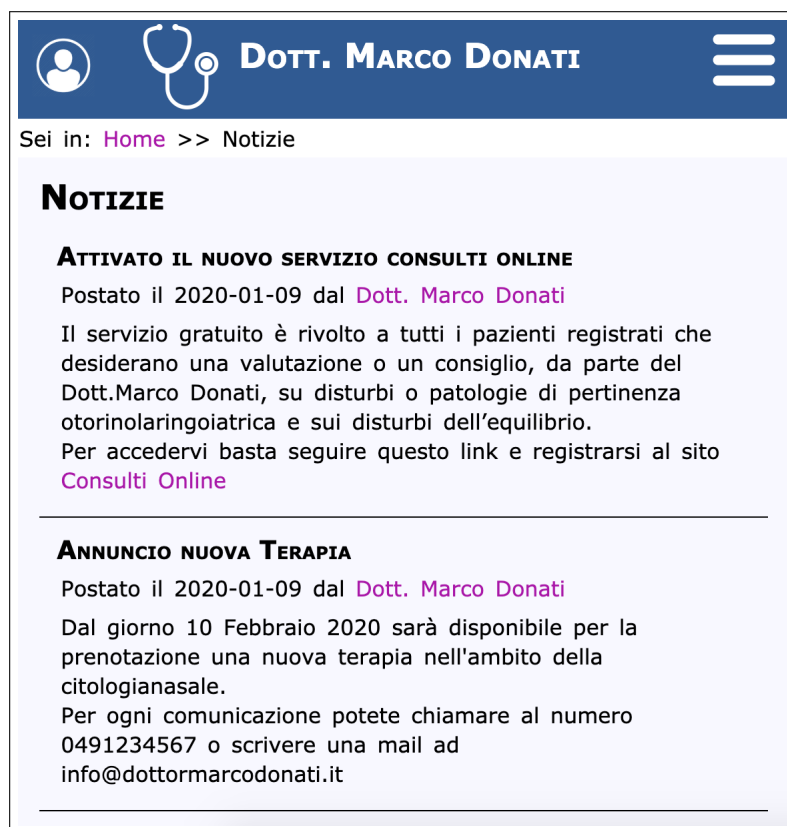 Dott. Marco Donati
Sei in: Home >> Notizie
Notizie
Attivato il nuovo servizio consulti online
Postato il 2020-01-09 dal Dott. Marco Donati
Il servizio gratuito è rivolto a tutti i pazienti registrati che
desiderano una valutazione o un consiglio, da parte del
Dott.Marco Donati, su disturbi o patologie di pertinenza
otorinolaringoiatrica e sui disturbi dell’equilibrio.
Per accedervi basta seguire questo link e registrarsi al sito
Consulti Online
Annuncio nuova Terapia
Postato il 2020-01-09 dal Dott. Marco Donati
Dal giorno 10 Febbraio 2020 sarà disponibile per la
prenotazione una nuova terapia nell'ambito della
citologianasale.
Per ogni comunicazione potete chiamare al numero
0491234567 o scrivere una mail ad
info@dottormarcodonati.it